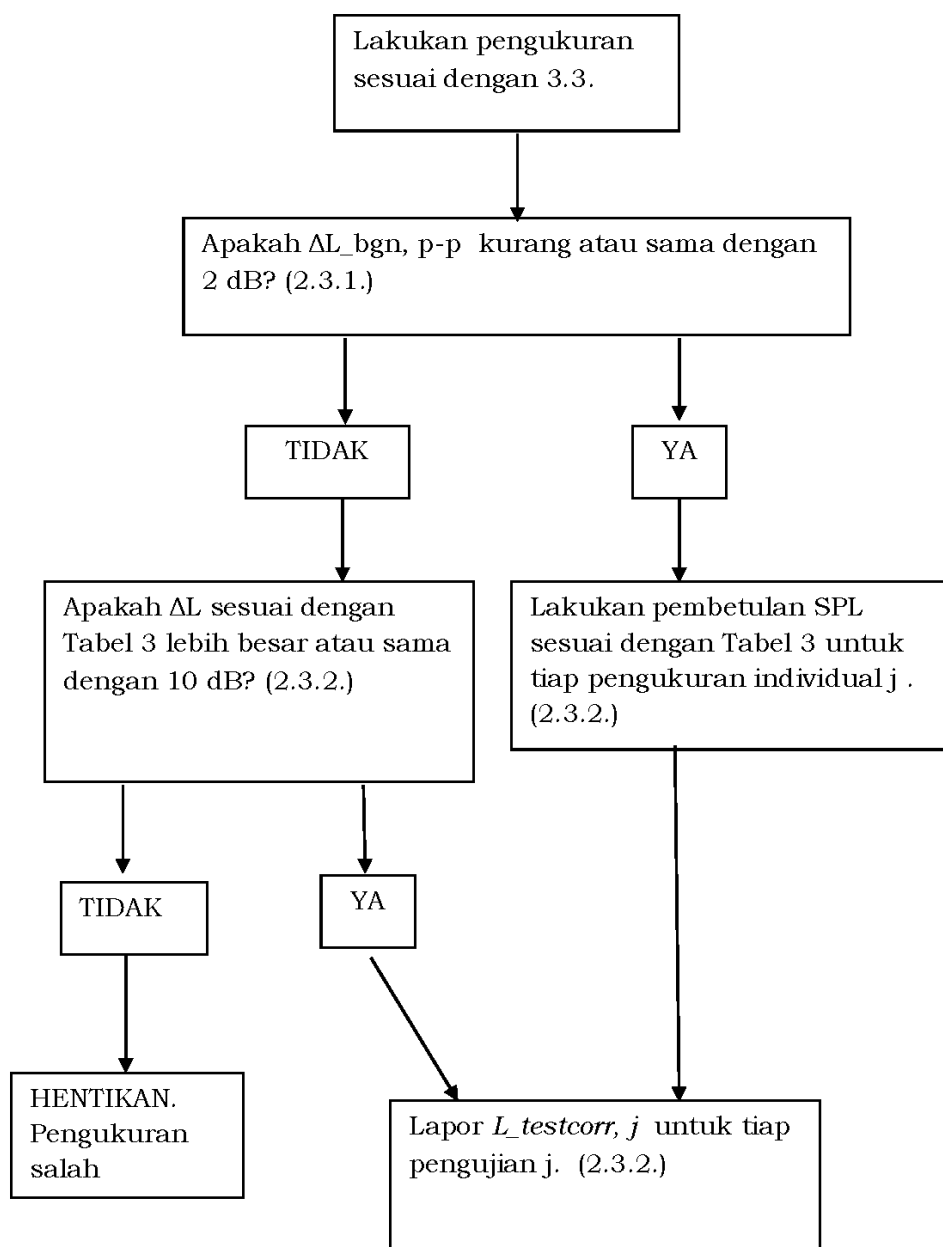 Lakukan pengukuran
sesuai dengan 3.3.
Apakah ΔL_bgn, p-p kurang atau sama dengan
2 dB? (2.3.1.)
TIDAK
YA
Apakah ΔL sesuai dengan
Tabel 3 lebih besar atau sama
dengan 10 dB? (2.3.2.)
Lakukan pembetulan SPL
sesuai dengan Tabel 3 untuk
tiap pengukuran individual j .
(2.3.2.)
TIDAK
YA
HENTIKAN.
Pengukuran
salah
Lapor L_testcorr, j untuk tiap
pengujian j. (2.3.2.)